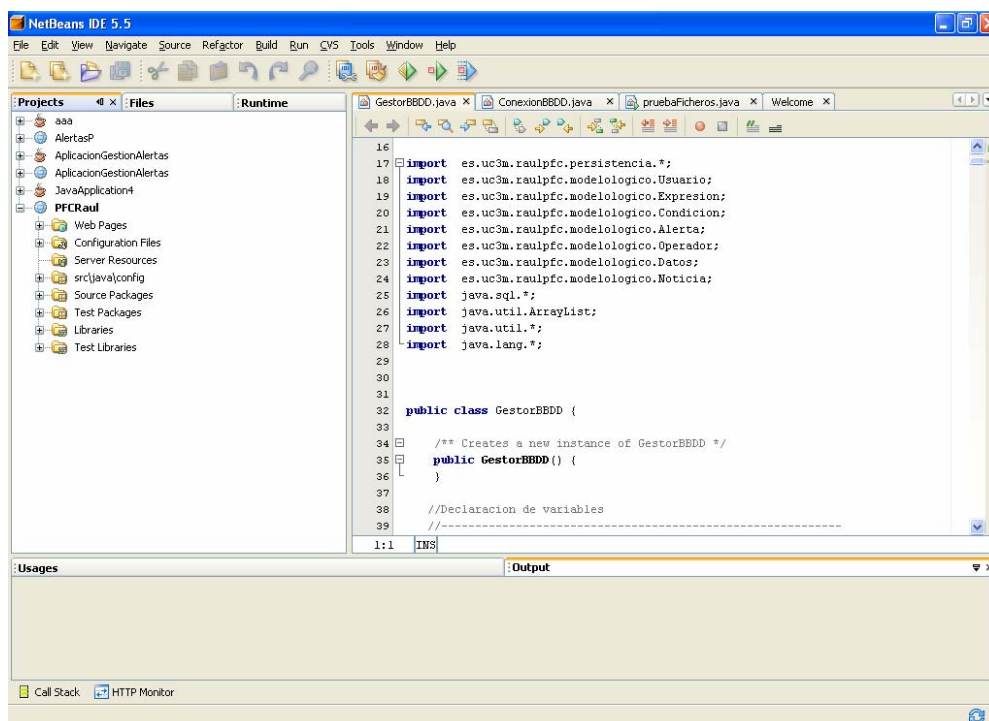 NetBeans IDE 5.5
File Edit View Navigate Source Refactor Build Run CVS Tools Window Help
Projects Files Runtime
aaa
AlertasP
AplicacionGestionAlertas
AplicacionGestionAlertas
JavaApplication4
PFCRaul
Web Pages
Configuration Files
Server Resources
src\java\config
Source Packages
Test Packages
Libraries
Test Libraries
GestorBBDD.java ConexionBBDD.java pruebaFicheros.java Welcome
16
17 import es.uc3m.raulpfc.persistencia.*;
18 import es.uc3m.raulpfc.modelologico.Usuario;
19 import es.uc3m.raulpfc.modelologico.Expresion;
20 import es.uc3m.raulpfc.modelologico.Condicion;
21 import es.uc3m.raulpfc.modelologico.Alerta;
22 import es.uc3m.raulpfc.modelologico.Operador;
23 import es.uc3m.raulpfc.modelologico.Datos;
24 import es.uc3m.raulpfc.modelologico.Noticia;
25 import java.sql.*;
26 import java.util.ArrayList;
27 import java.util.*;
28 import java.lang.*;
29
30
31
32 public class GestorBBDD {
33
34 /** Creates a new instance of GestorBBDD */
35 public GestorBBDD() {
36 }
37
38 //Declaracion de variables
39 //----------------------------------------------------------
1:1 INS
Usages Output
Call Stack HTTP Monitor